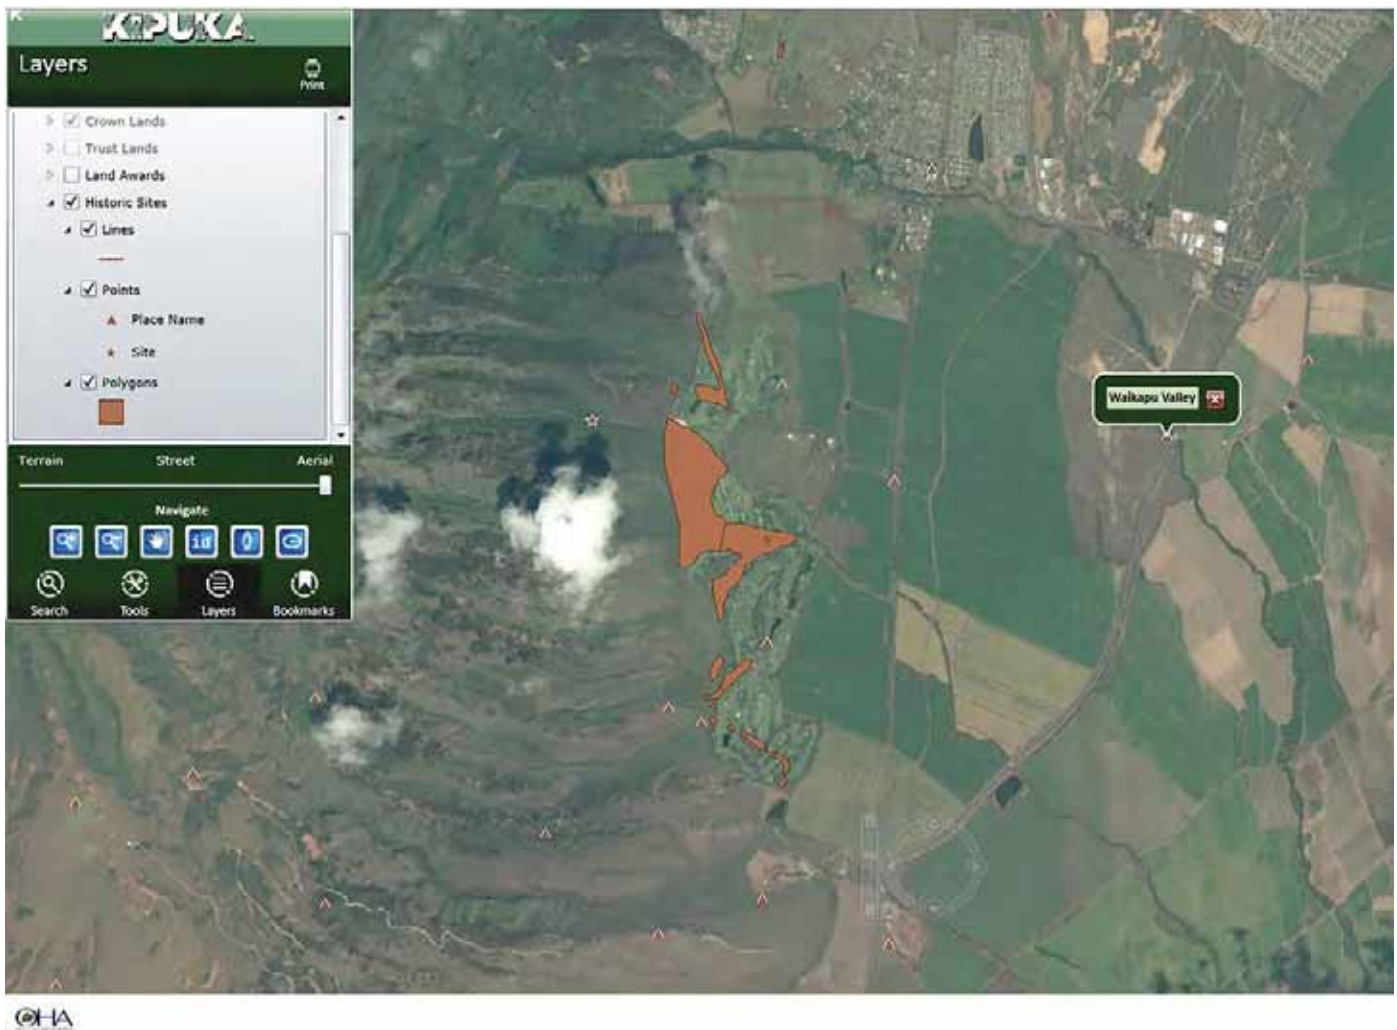 KIPUKA
Layers
Print
Crown Lands
Trust Lands
Land Awards
Historic Sites
Lines
Points
Place Name
Site
Polygons
Terrain Street Aerial
Navigate
id
Search Tools Layers Bookmarks
Waikapu Valley
OHA